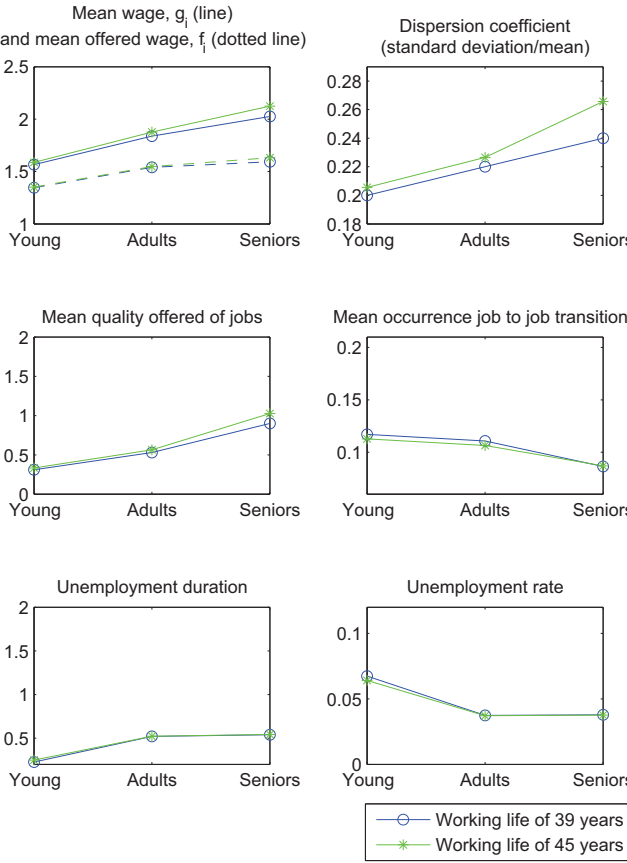 Mean wage, g_i (line)
and mean offered wage, f_i (dotted line)
2.5
2
1.5
1
Young Adults Seniors
Dispersion coefficient
(standard deviation/mean)
0.28
0.26
0.24
0.22
0.2
0.18
Young Adults Seniors
Mean quality offered of jobs
2
1.5
1
0.5
0
Young Adults Seniors
Mean occurrence job to job transition
0.2
0.15
0.1
Young Adults Seniors
Unemployment duration
2
1.5
1
0.5
Young Adults Seniors
Unemployment rate
0.1
0.05
0
Young Adults Seniors
Working life of 39 years
Working life of 45 years